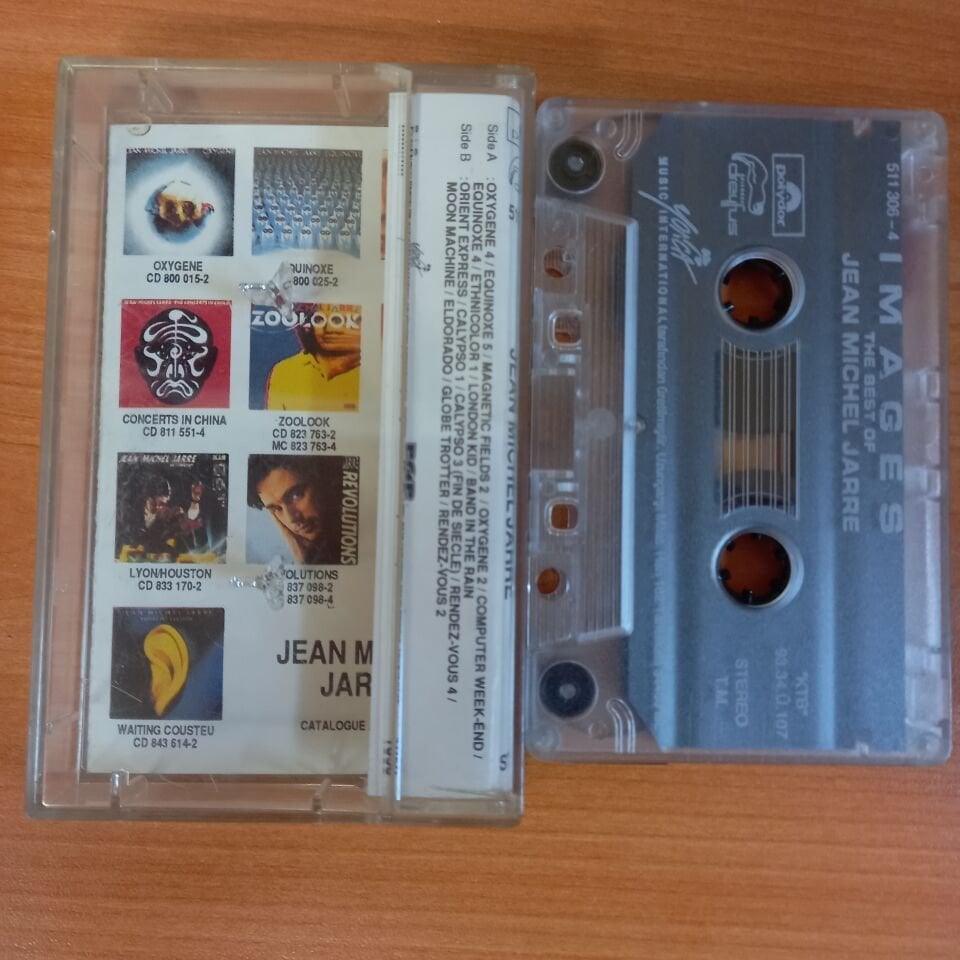 OXYGENE
CD 800 015-2
QUINOXE
800 025-2
CONCERTS IN CHINA
CD 811 551-4
ZOOLOOK
ZOOLOOK
CD 823 763-2
MC 823 763-4
JEAN MICHEL JARRE
REVOLUTIONS
LYON/HOUSTON
CD 833 170-2
OLUTIONS
837 098-2
837 098-4
WAITING COUSTEU
CD 843 614-2
JEAN M
JAR
CATALOGUE
Side A : OXYGENE 4 / EQUINOXE 5 / MAGNETIC FIELDS 2 / OXYGENE 2 / COMPUTER WEEK-END /
EQUINOXE 4 / ETHNICOLOR 1 / LONDON KID / BAND IN THE RAIN
Side B : ORIENT EXPRESS / CALYPSO 1 / CALYPSO 3 (FIN DE SIECLE) / RENDEZ-VOUS 4 /
MOON MACHINE / ELDORADO / GLOBE TROTTER / RENDEZ-VOUS 2
JEAN MICHEL JARRE
511 306-4
IMAGES
THE BEST OF
JEAN MICHEL JARRE
polydor
dreyfus
MUSIC INTERNATIONAL
STEREO